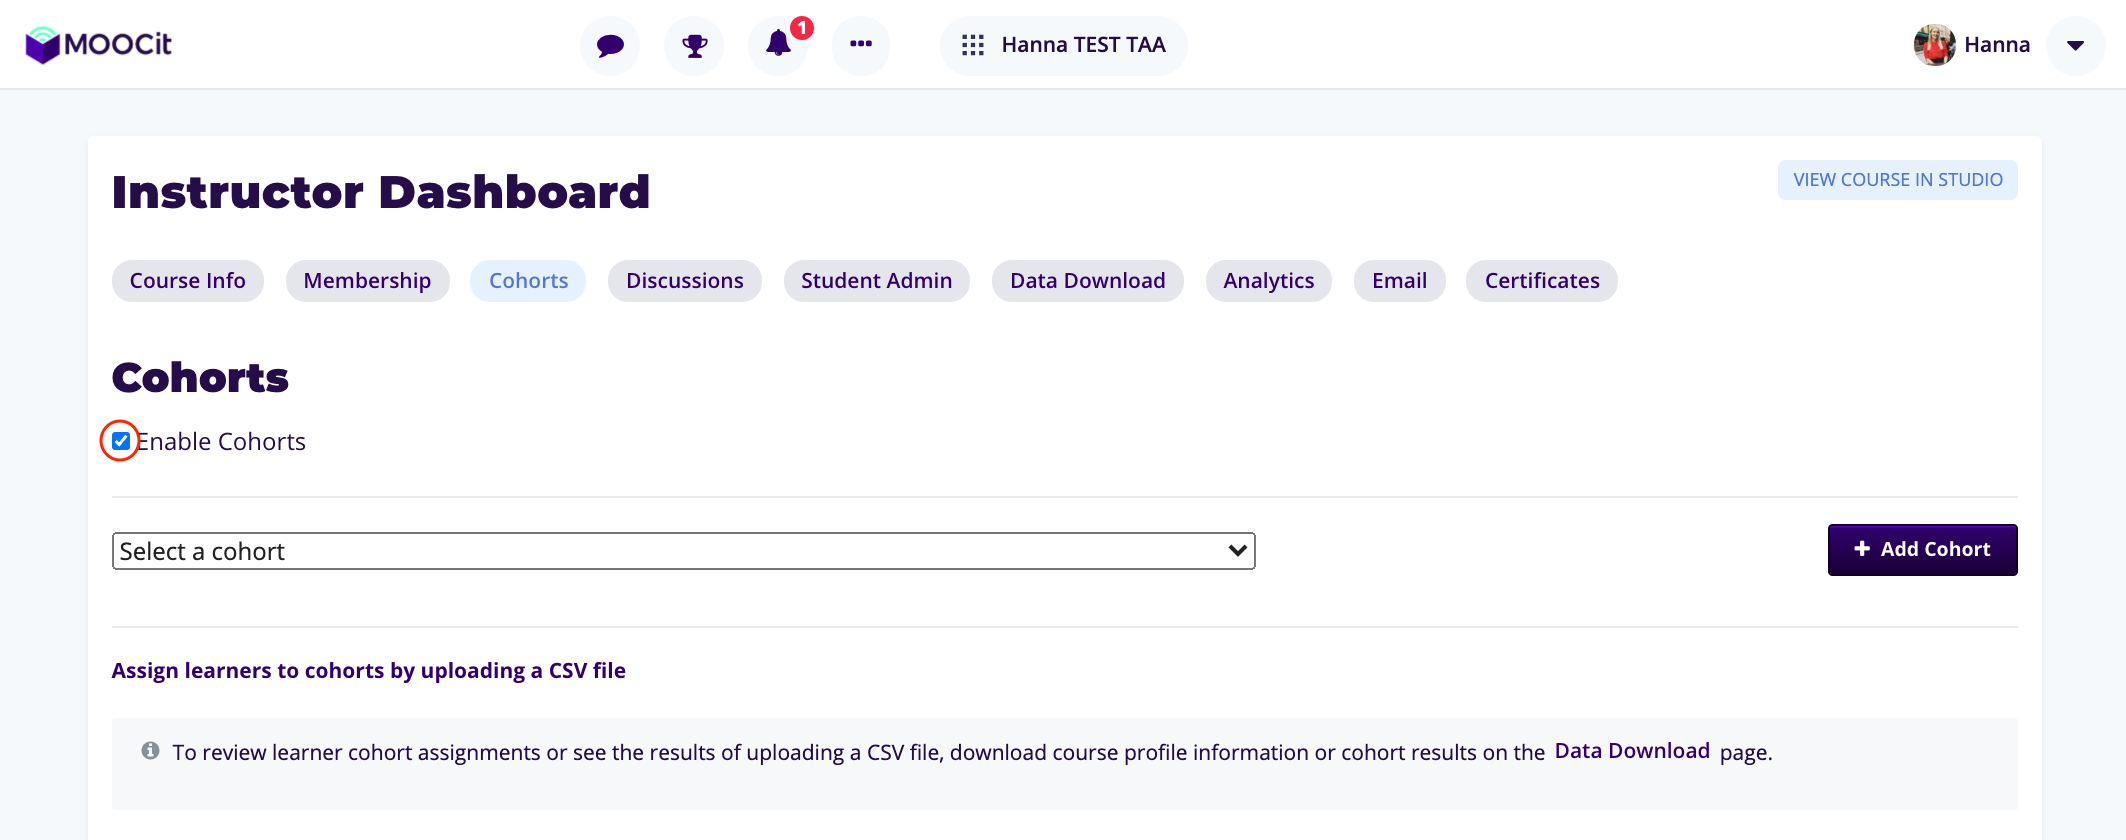 MOOCit
1
Hanna TEST TAA
Hanna
Instructor Dashboard
VIEW COURSE IN STUDIO
Course Info
Membership
Cohorts
Discussions
Student Admin
Data Download
Analytics
Email
Certificates
Cohorts
Enable Cohorts
Select a cohort
+ Add Cohort
Assign learners to cohorts by uploading a CSV file
To review learner cohort assignments or see the results of uploading a CSV file, download course profile information or cohort results on the Data Download page.